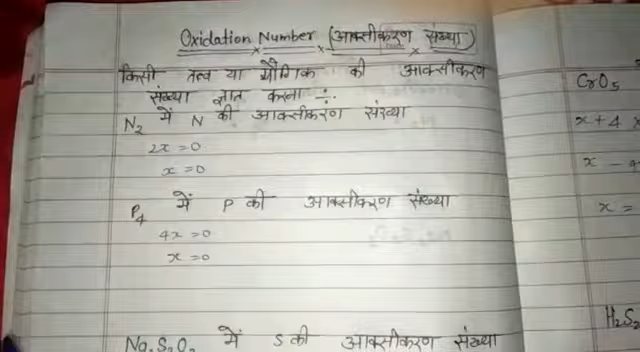 Oxidation Number (आक्सीकरण संख्या)
किसी तत्व या यौगिक की आक्सीकरण
संख्या ज्ञात करना ÷
N₂ में N की आक्सीकरण संख्या
2x = 0
x = 0
P₄ में P की आक्सीकरण संख्या
4x = 0
x = 0
में S की आक्सीकरण संख्या
CrO₅
x + 4
x -
x =